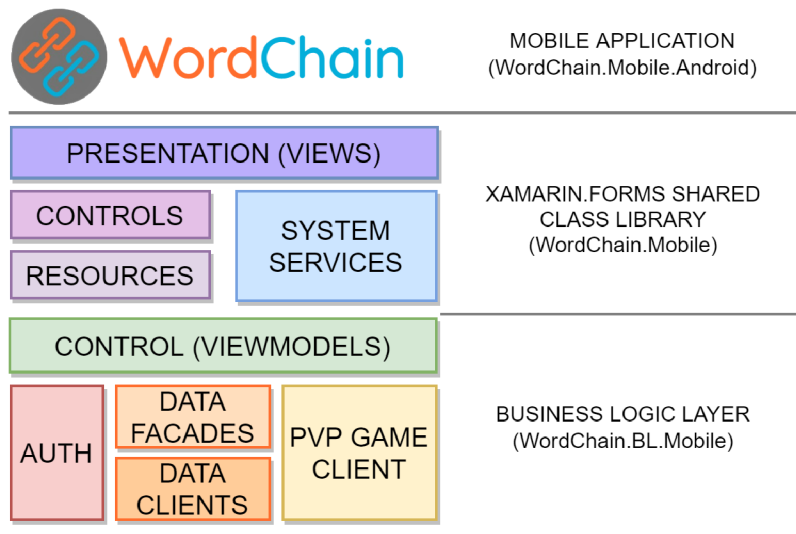 WordChain
MOBILE APPLICATION
(WordChain.Mobile.Android)
PRESENTATION (VIEWS)
CONTROLS
RESOURCES
SYSTEM
SERVICES
XAMARIN.FORMS SHARED
CLASS LIBRARY
(WordChain.Mobile)
CONTROL (VIEWMODELS)
AUTH
DATA
FACADES
DATA
CLIENTS
PVP GAME
CLIENT
BUSINESS LOGIC LAYER
(WordChain.BL.Mobile)